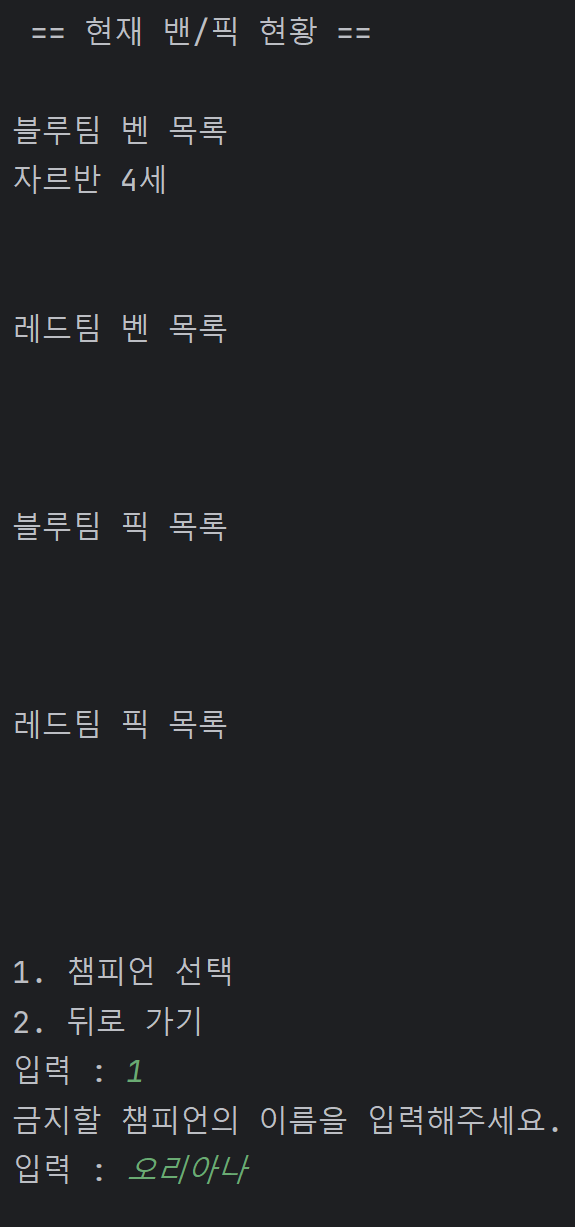 == 현재 밴/픽 현황 ==
블루팀 벤 목록
자르반 4세
레드팀 벤 목록
블루팀 픽 목록
레드팀 픽 목록
1. 챔피언 선택
2. 뒤로 가기
입력 : 1
금지할 챔피언의 이름을 입력해주세요.
입력 : 오리아나